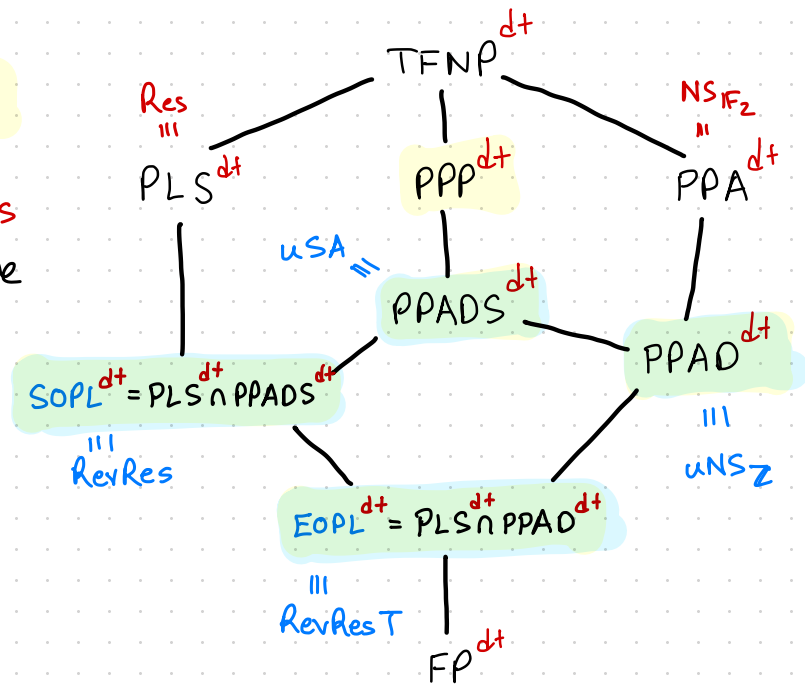 TFNP^dt
Res
≡
PLS^dt
PPP^dt
NS_F₂
≡
PPA^dt
s
e
uSA
≡
PPADS^dt
PPAD^dt
≡
uNS_Z
SOPL^dt = PLS^dt ∩ PPADS^dt
≡
RevRes
EOPL^dt = PLS^dt ∩ PPAD^dt
≡
RevResT
FP^dt